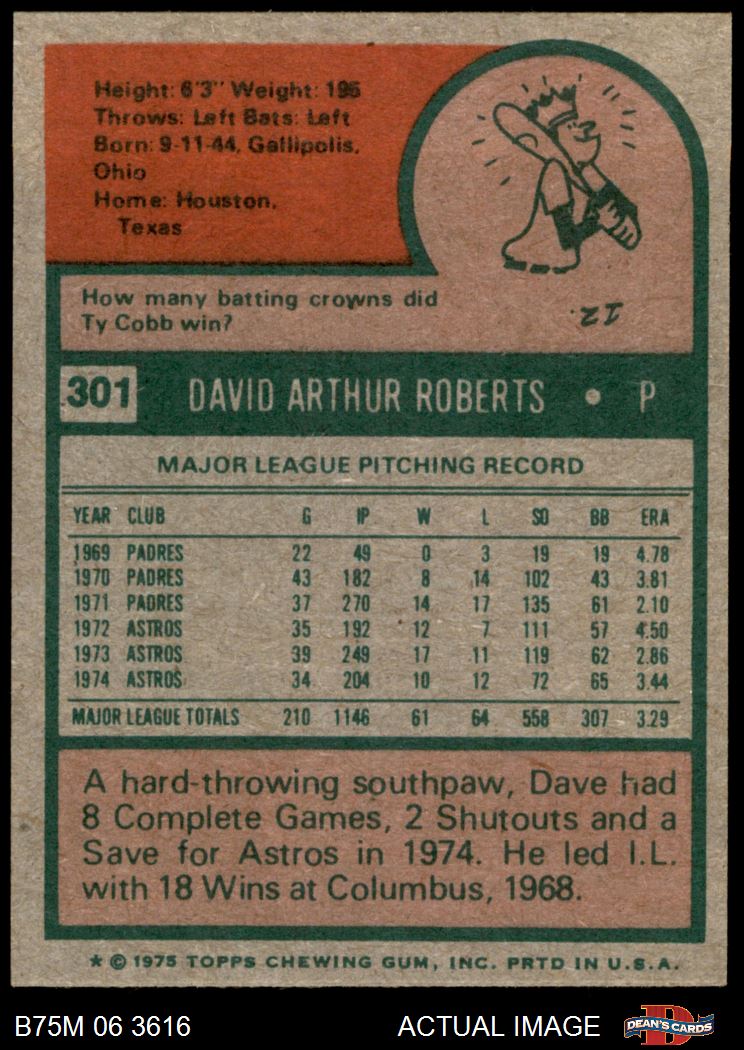 Height: 6'3" Weight: 195
Throws: Left Bats: Left
Born: 9-11-44, Gallipolis,
Ohio
Home: Houston,
Texas
How many batting crowns did
Ty Cobb win?
12.
301 DAVID ARTHUR ROBERTS • P
MAJOR LEAGUE PITCHING RECORD
YEAR CLUB G IP W L SO BB ERA
1969 PADRES 22 49 0 3 19 19 4.78
1970 PADRES 43 182 8 14 102 43 3.81
1971 PADRES 37 270 14 17 135 61 2.10
1972 ASTROS 35 192 12 7 111 57 4.50
1973 ASTROS 39 249 17 11 119 62 2.86
1974 ASTROS 34 204 10 12 72 65 3.44
MAJOR LEAGUE TOTALS 210 1146 61 64 558 307 3.29
A hard-throwing southpaw, Dave had
8 Complete Games, 2 Shutouts and a
Save for Astros in 1974. He led I.L.
with 18 Wins at Columbus, 1968.
* © 1975 TOPPS CHEWING GUM, INC. PRTD IN U.S.A.
B75M 06 3616 ACTUAL IMAGE D DEAN'S CARDS